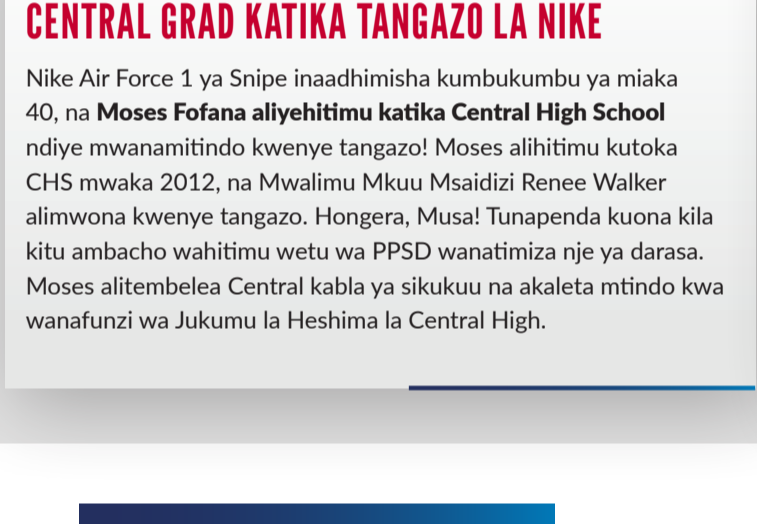 CENTRAL GRAD KATIKA TANGAZO LA NIKE
Nike Air Force 1 ya Snipe inaadhimisha kumbukumbu ya miaka
40, na Moses Fofana aliyehitimu katika Central High School
ndiye mwanamitindo kwenye tangazo! Moses alihitimu kutoka
CHS mwaka 2012, na Mwalimu Mkuu Msaidizi Renee Walker
alimwona kwenye tangazo. Hongera, Musa! Tunapenda kuona kila
kitu ambacho wahitimu wetu wa PPSD wanatimiza nje ya darasa.
Moses alitembelea Central kabla ya sikukuu na akaleta mtindo kwa
wanafunzi wa Jukumu la Heshima la Central High.